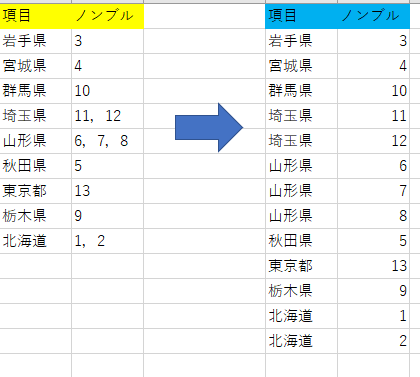 項目 ノンブル
岩手県 3
宮城県 4
群馬県 10
埼玉県 11，12
山形県 6，7，8
秋田県 5
東京都 13
栃木県 9
北海道 1，2
項目 ノンブル
岩手県 3
宮城県 4
群馬県 10
埼玉県 11
埼玉県 12
山形県 6
山形県 7
山形県 8
秋田県 5
東京都 13
栃木県 9
北海道 1
北海道 2